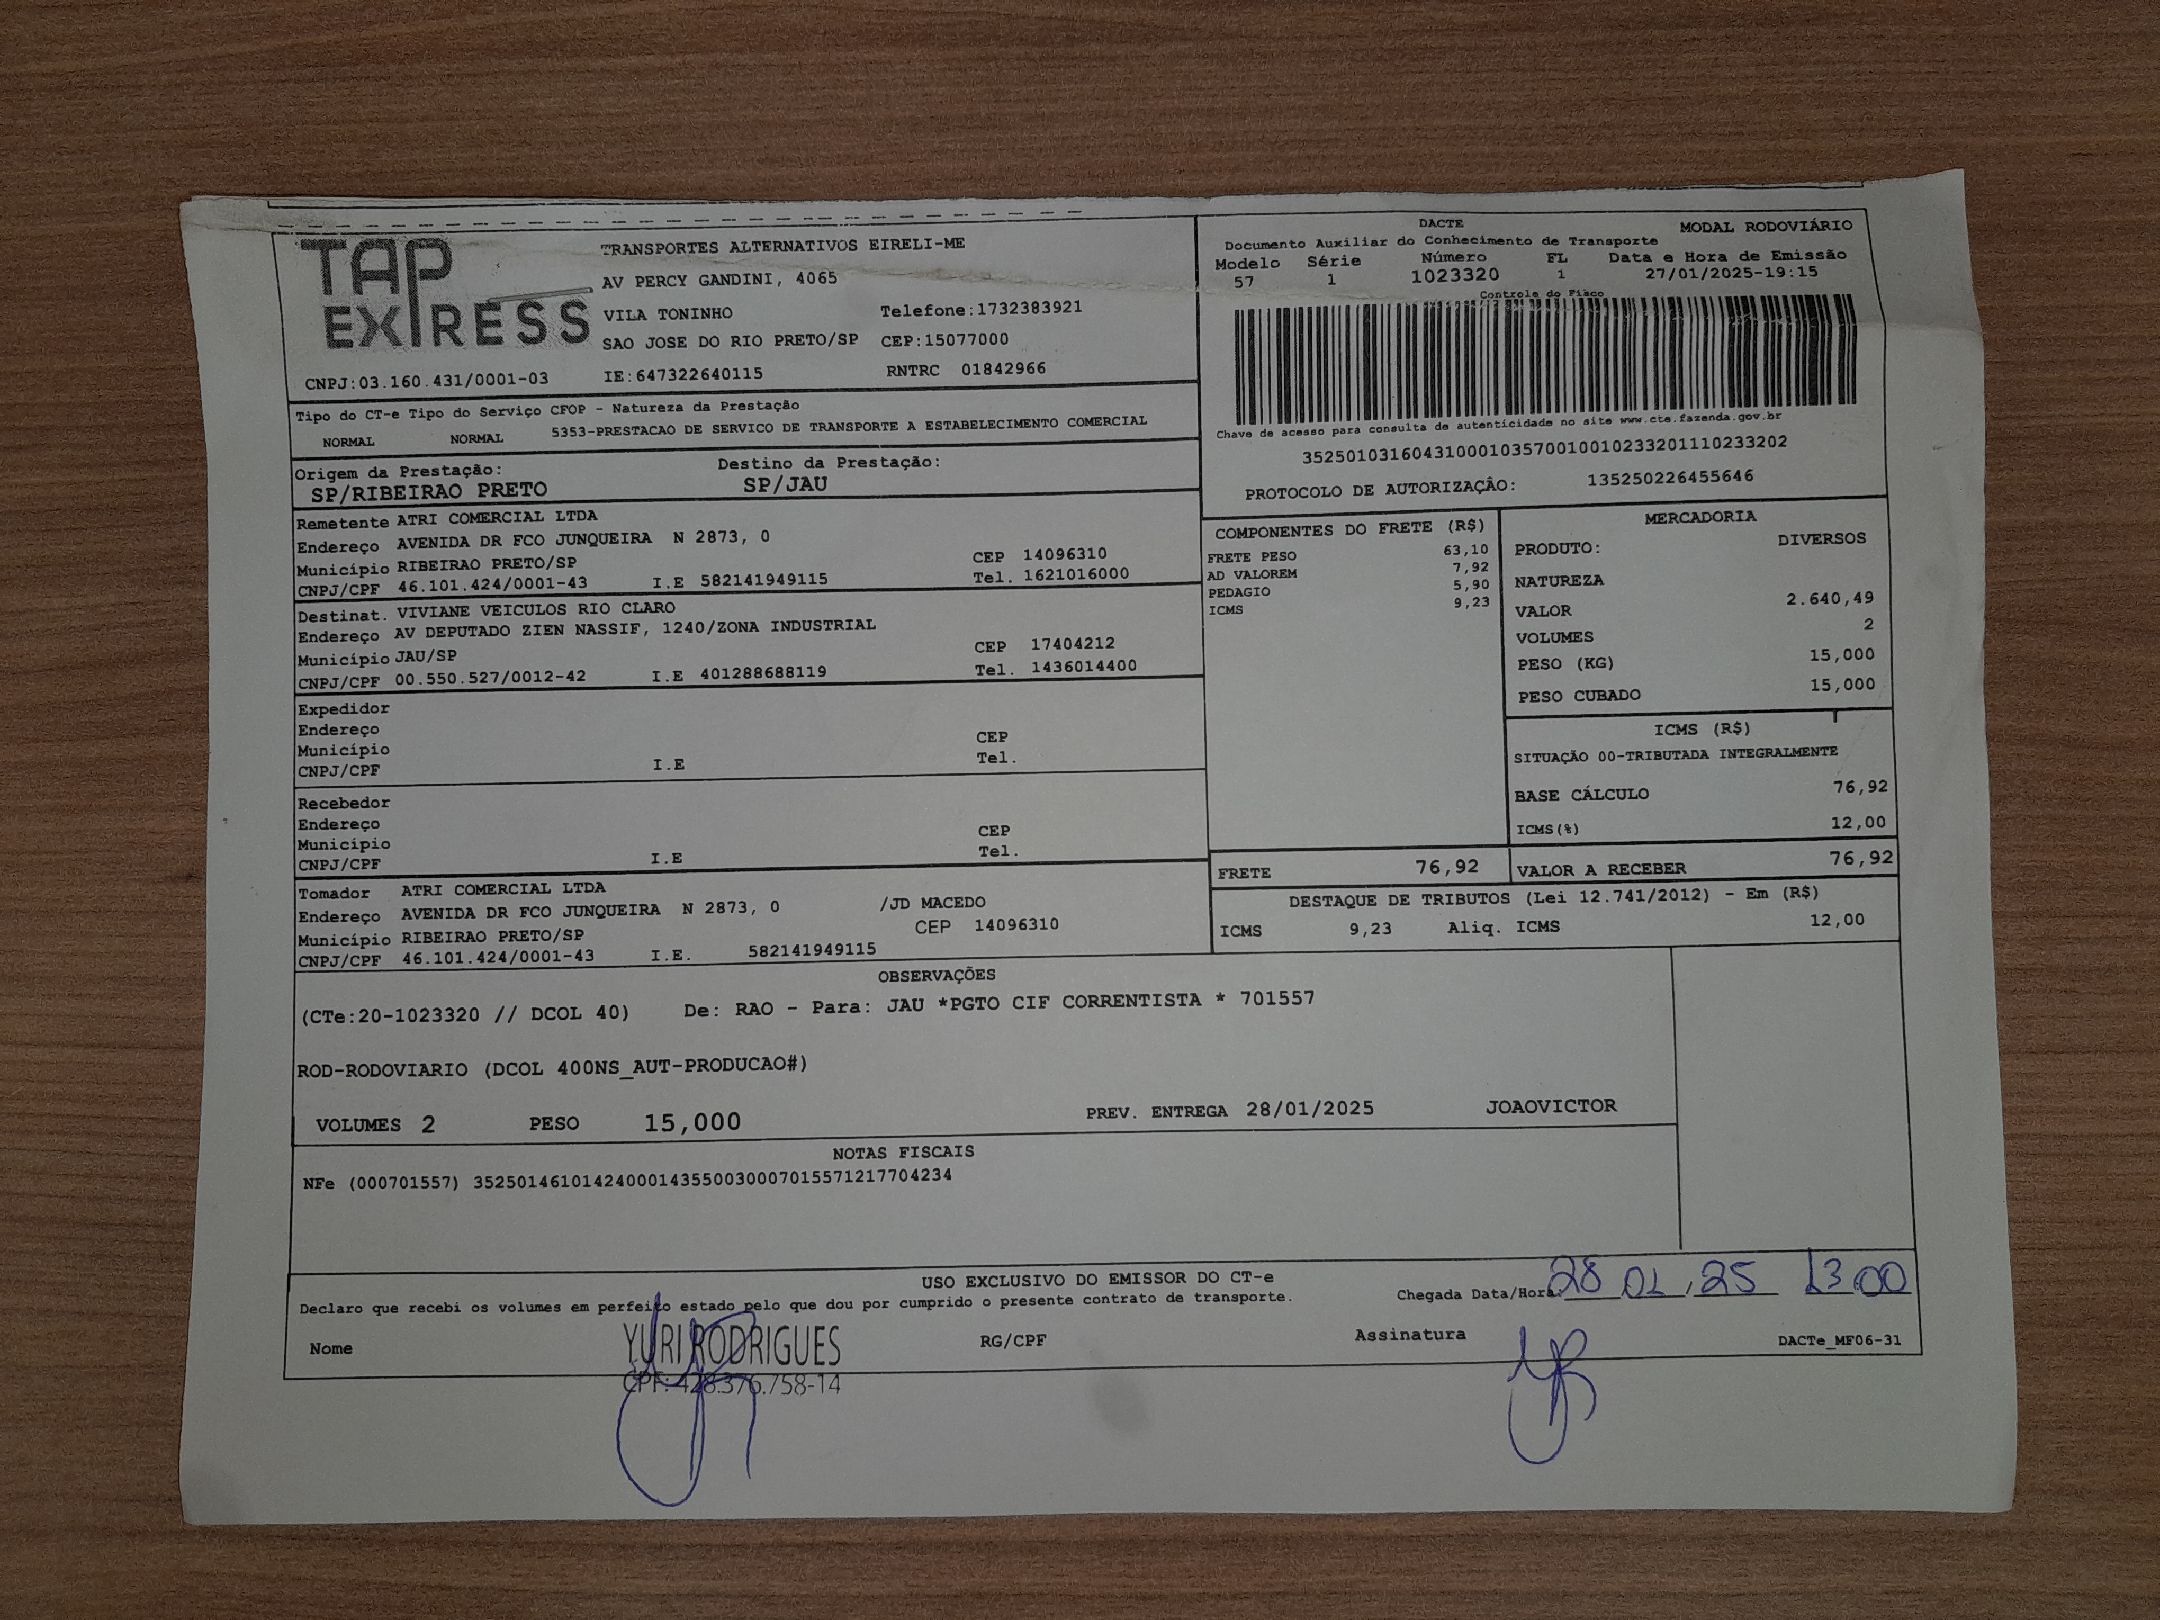 TAP
EXPRESS
TRANSPORTES ALTERNATIVOS EIRELI-ME
AV PERCY GANDINI, 4065
VILA TONINHO Telefone:1732383921
SAO JOSE DO RIO PRETO/SP CEP:15077000
CNPJ:03.160.431/0001-03 IE:647322640115 RNTRC 01842966
DACTE MODAL RODOVIÁRIO
Documento Auxiliar do Conhecimento de Transporte
Modelo Série Número FL Data e Hora de Emissão
57 1 1023320 1 27/01/2025-19:15
Controle do Fisco
Chave de acesso para consulta de autenticidade no site www.cte.fazenda.gov.br
35250103160431000103570010010233201110233202
PROTOCOLO DE AUTORIZAÇÂO: 135250226455646
Tipo do CT-e Tipo do Serviço CFOP - Natureza da Prestação
NORMAL NORMAL 5353-PRESTACAO DE SERVICO DE TRANSPORTE A ESTABELECIMENTO COMERCIAL
Origem da Prestação: Destino da Prestação:
SP/RIBEIRAO PRETO SP/JAU
Remetente ATRI COMERCIAL LTDA
Endereço AVENIDA DR FCO JUNQUEIRA N 2873, 0
Município RIBEIRAO PRETO/SP CEP 14096310
CNPJ/CPF 46.101.424/0001-43 I.E 582141949115 Tel. 1621016000
Destinat. VIVIANE VEICULOS RIO CLARO
Endereço AV DEPUTADO ZIEN NASSIF, 1240/ZONA INDUSTRIAL
Município JAU/SP CEP 17404212
CNPJ/CPF 00.550.527/0012-42 I.E 401288688119 Tel. 1436014400
Expedidor
Endereço
Município CEP
CNPJ/CPF I.E Tel.
Recebedor
Endereço
Município CEP
CNPJ/CPF I.E Tel.
Tomador ATRI COMERCIAL LTDA
Endereço AVENIDA DR FCO JUNQUEIRA N 2873, 0 /JD MACEDO
Município RIBEIRAO PRETO/SP CEP 14096310
CNPJ/CPF 46.101.424/0001-43 I.E. 582141949115
COMPONENTES DO FRETE (R$)
FRETE PESO 63,10
AD VALOREM 7,92
PEDAGIO 5,90
ICMS 9,23
MERCADORIA
PRODUTO: DIVERSOS
NATUREZA
VALOR 2.640,49
VOLUMES 2
PESO (KG) 15,000
PESO CUBADO 15,000
ICMS (R$)
SITUAÇÃO 00-TRIBUTADA INTEGRALMENTE
BASE CÁLCULO 76,92
ICMS(%) 12,00
FRETE 76,92 VALOR A RECEBER 76,92
DESTAQUE DE TRIBUTOS (Lei 12.741/2012) - Em (R$)
ICMS 9,23 Aliq. ICMS 12,00
OBSERVAÇÕES
(CTe:20-1023320 // DCOL 40) De: RAO - Para: JAU *PGTO CIF CORRENTISTA * 701557
ROD-RODOVIARIO (DCOL 400NS_AUT-PRODUCAO#)
VOLUMES 2 PESO 15,000 PREV. ENTREGA 28/01/2025 JOAOVICTOR
NOTAS FISCAIS
NFe (000701557) 35250146101424000143550030007015571217704234
USO EXCLUSIVO DO EMISSOR DO CT-e
Declaro que recebi os volumes em perfeito estado pelo que dou por cumprido o presente contrato de transporte. Chegada Data/Hora: 28 01, 25 13 00
Nome YURI RODRIGUES RG/CPF Assinatura DACTe_MF06-31
CPF: 428.376.758-14